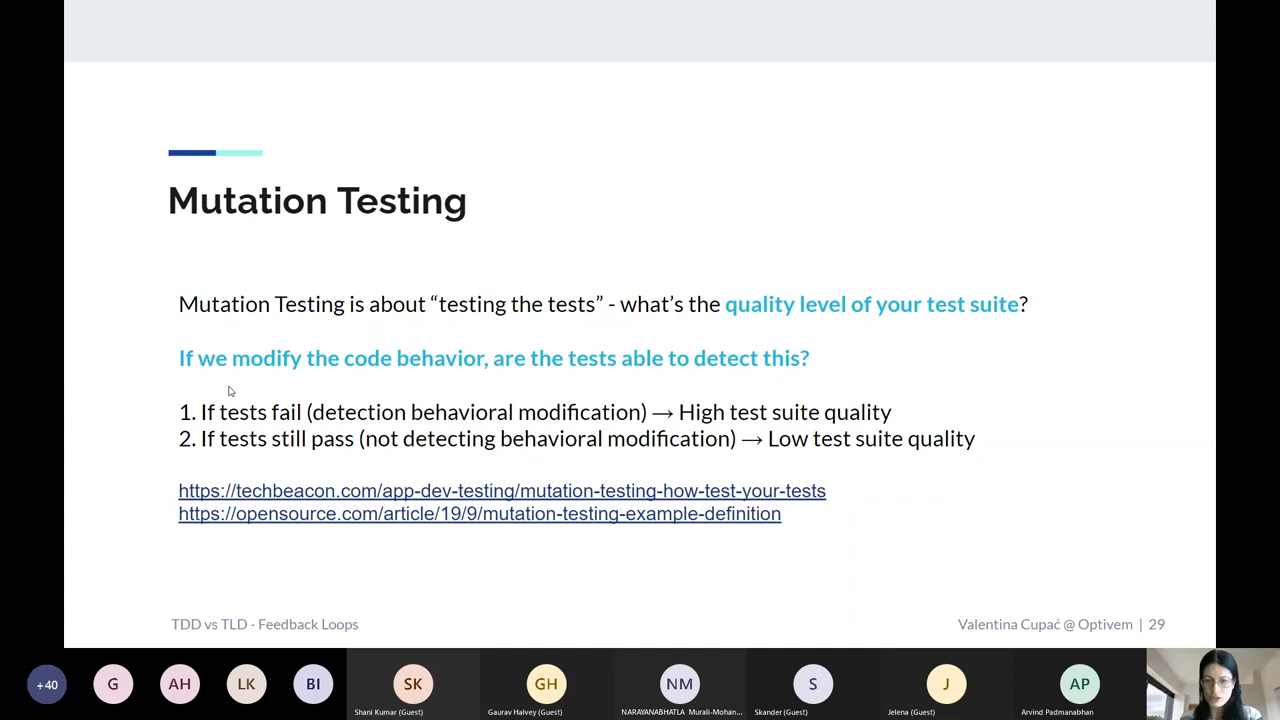 Mutation Testing
Mutation Testing is about “testing the tests” - what’s the quality level of your test suite?
If we modify the code behavior, are the tests able to detect this?
1. If tests fail (detection behavioral modification) → High test suite quality
2. If tests still pass (not detecting behavioral modification) → Low test suite quality
https://techbeacon.com/app-dev-testing/mutation-testing-how-test-your-tests
https://opensource.com/article/19/9/mutation-testing-example-definition
TDD vs TLD - Feedback Loops
Valentina Cupać @ Optivem | 29
+40
G
AH
LK
BI
SK
GH
NM
S
J
AP
Shani Kumar (Guest)
Gaurav Halvey (Guest)
NARAYANABHATLA Murali-Mohan...
Skander (Guest)
Jelena (Guest)
Arvind Padmanabhan